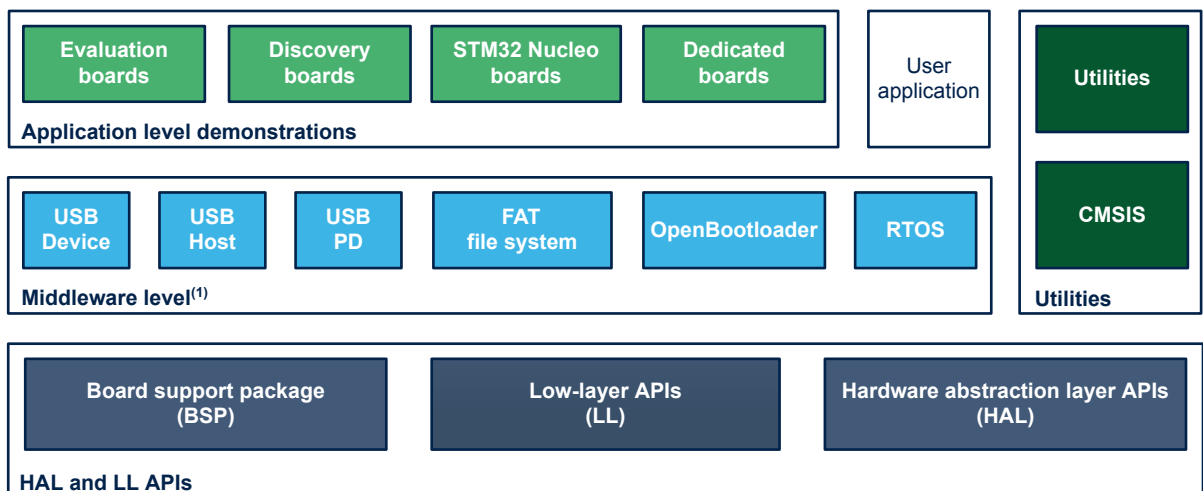 Evaluation
boards
Discovery
boards
STM32 Nucleo
boards
Dedicated
boards
Application level demonstrations
User
application
Utilities
CMSIS
Utilities
USB
Device
USB
Host
USB
PD
FAT
file system
OpenBootloader
RTOS
Middleware level(1)
Board support package
(BSP)
Low-layer APIs
(LL)
Hardware abstraction layer APIs
(HAL)
HAL and LL APIs